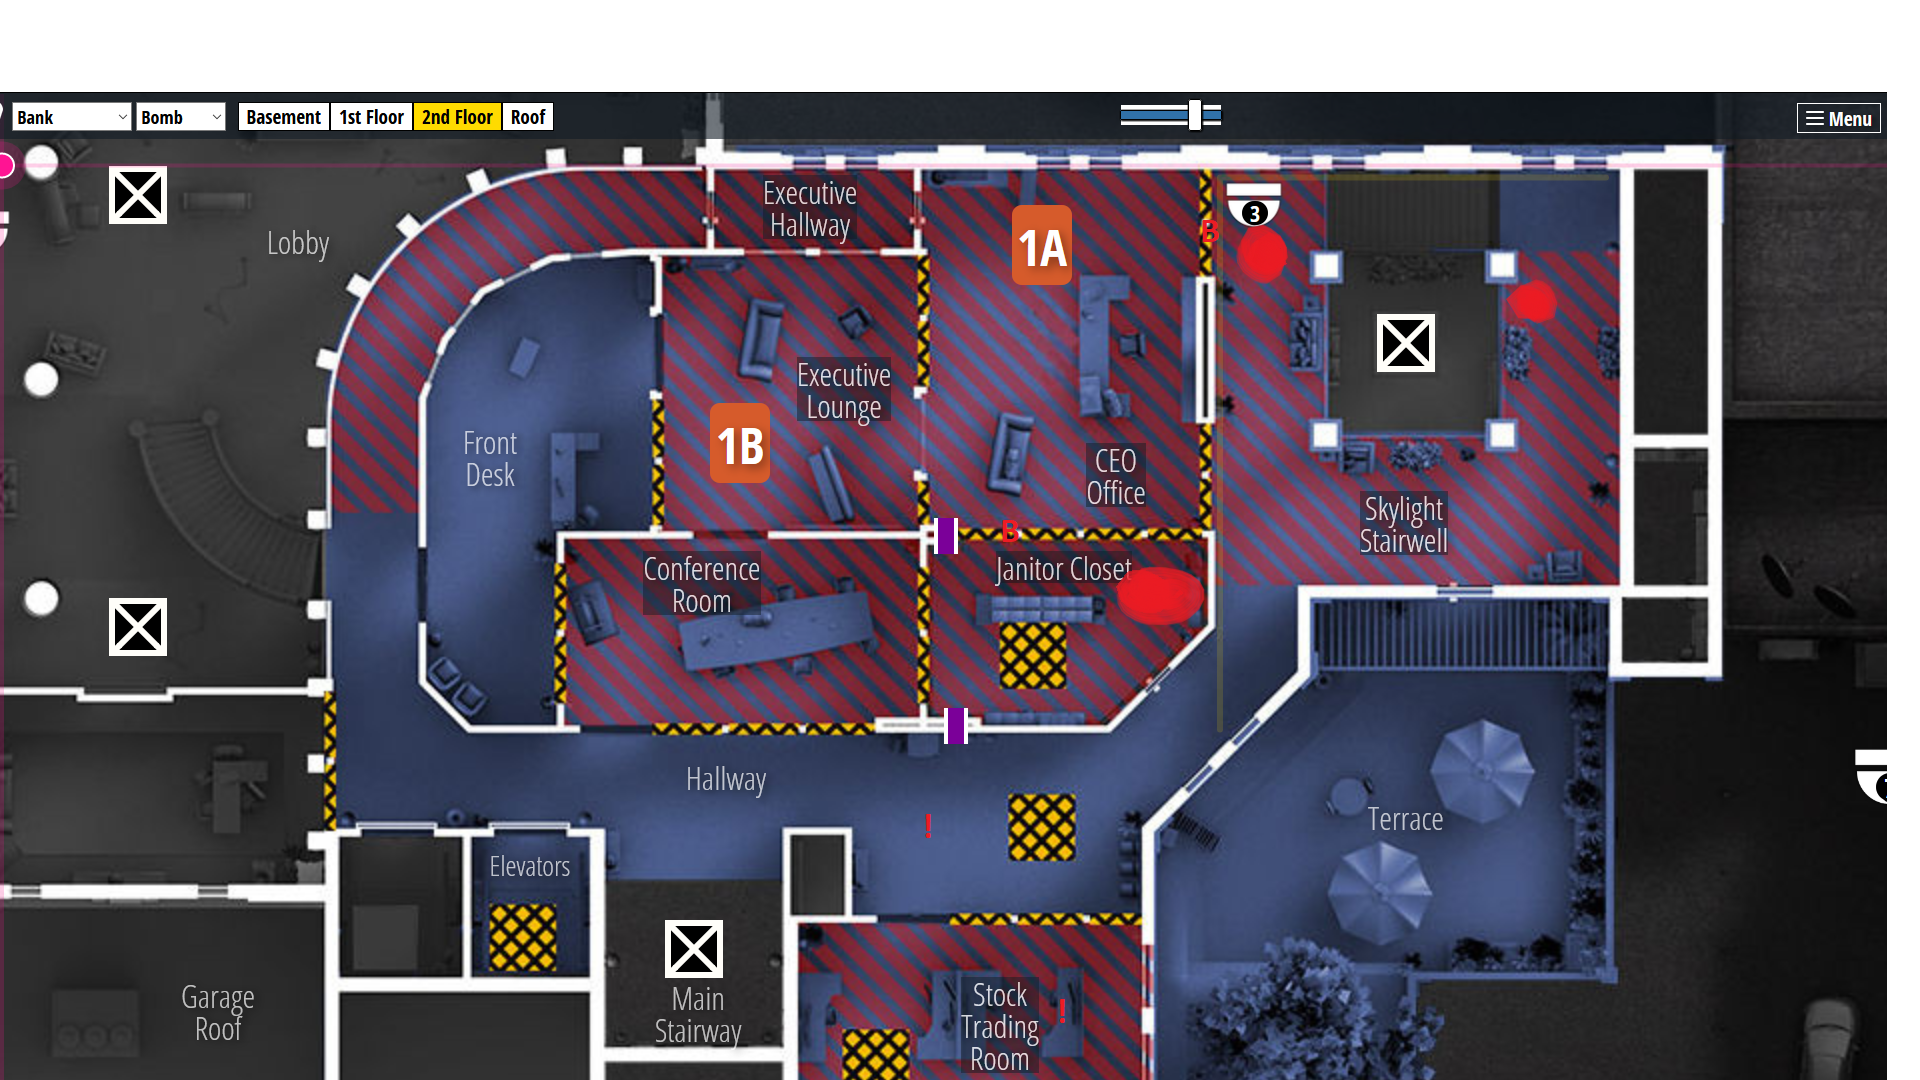 Bank
Bomb
Basement
1st Floor
2nd Floor
Roof
Menu
Executive
Hallway
1A
B
3
Lobby
Executive
Lounge
1B
Front
Desk
CEO
Office
Skylight
Stairwell
B
Conference
Room
Janitor Closet
Hallway
!
Terrace
Elevators
Main
Stairway
Garage
Roof
Stock
Trading
Room
!